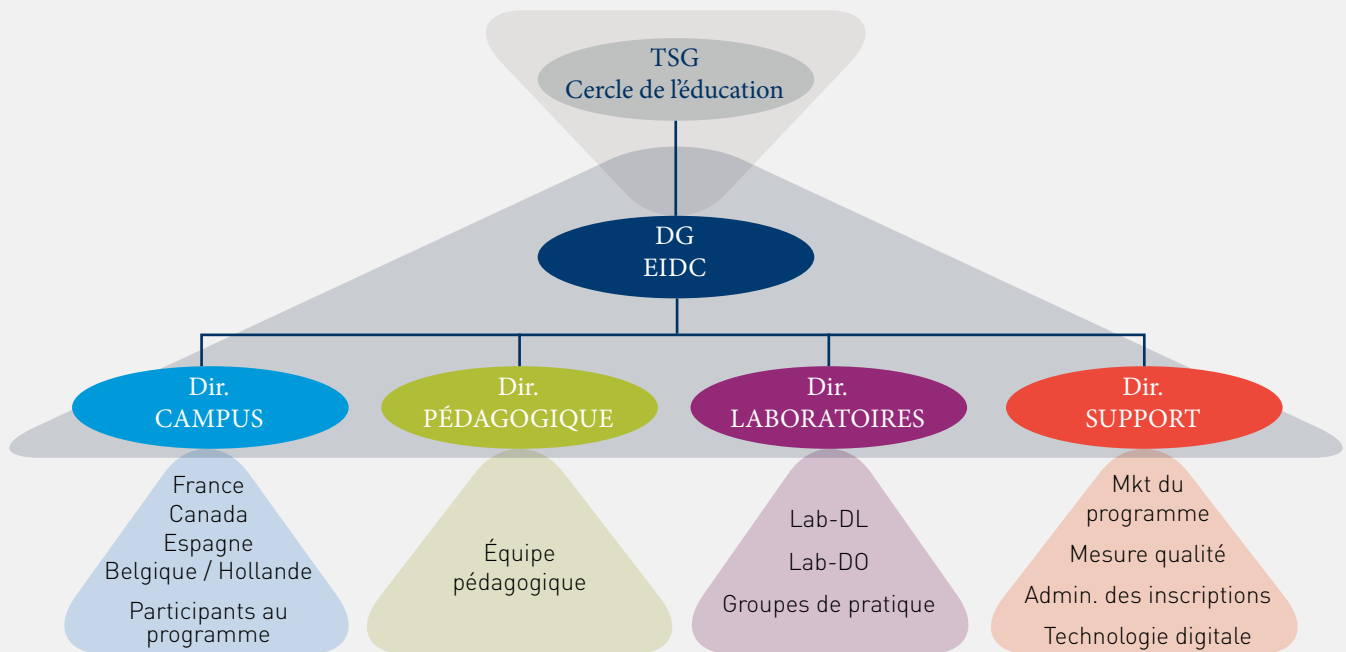 TSG
Cercle de l'éducation
DG
EIDC
Dir.
CAMPUS
Dir.
PÉDAGOGIQUE
Dir.
LABORATOIRES
Dir.
SUPPORT
France
Canada
Espagne
Belgique / Hollande
Participants au
programme
Équipe
pédagogique
Lab-DL
Lab-DO
Groupes de pratique
Mkt du
programme
Mesure qualité
Admin. des inscriptions
Technologie digitale